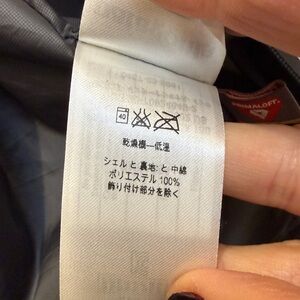 40
乾燥機―低温
シェルと裏地:と中綿
ポリエステル100%
飾り付け部分を除く
PRIMALOFT